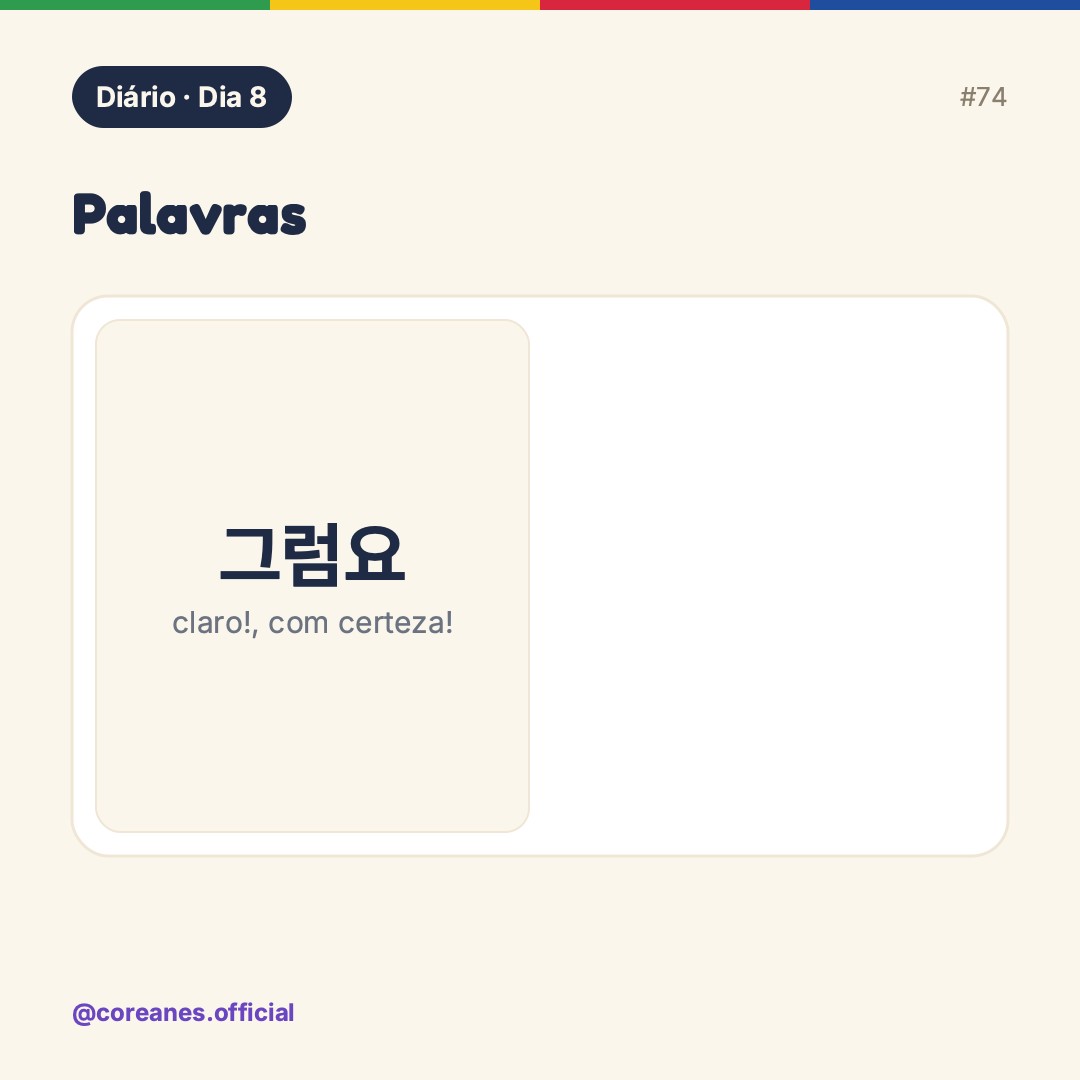 Diário · Dia 8
#74
Palavras
그럼요
claro!, com certeza!
@coreanes.official